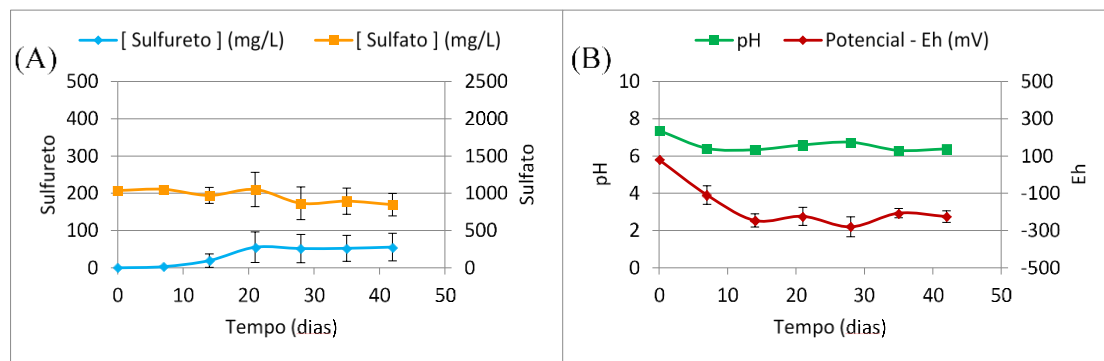 [ Sulfureto ] (mg/L) [ Sulfato ] (mg/L)
(A)
500 2500
400 2000
300 1500
200 1000
100 500
0 0
Sulfureto
Sulfato
0 10 20 30 40 50
Tempo (dias)
pH Potencial - Eh (mV)
(B)
10 500
8 300
6 100
4 -100
2 -300
0 -500
pH
Eh
0 10 20 30 40 50
Tempo (dias)